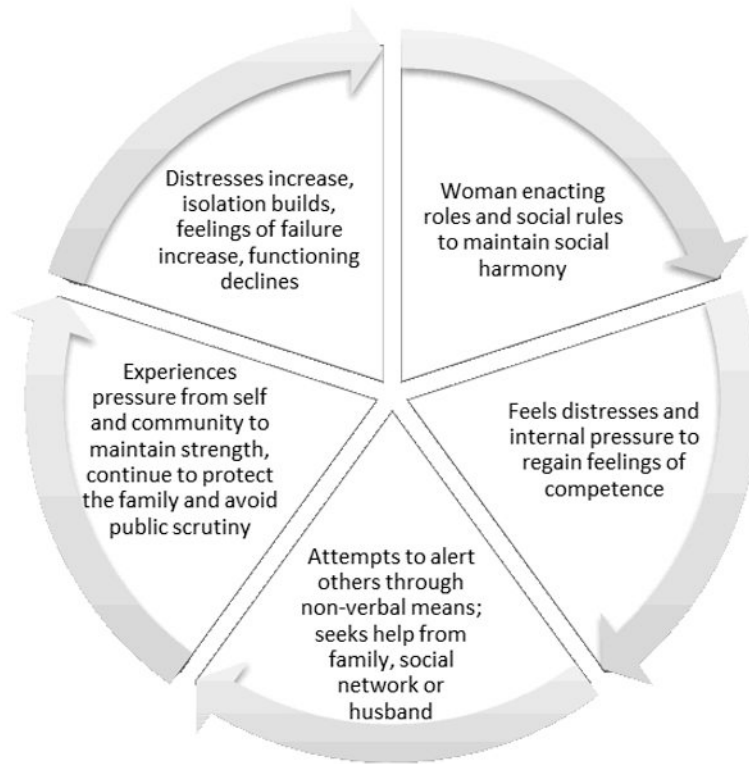 Woman enacting
roles and social rules
to maintain social
harmony
Feels distresses and
internal pressure to
regain feelings of
competence
Attempts to alert
others through
non-verbal means;
seeks help from
family, social
network or
husband
Experiences
pressure from self
and community to
maintain strength,
continue to protect
the family and avoid
public scrutiny
Distresses increase,
isolation builds,
feelings of failure
increase, functioning
declines